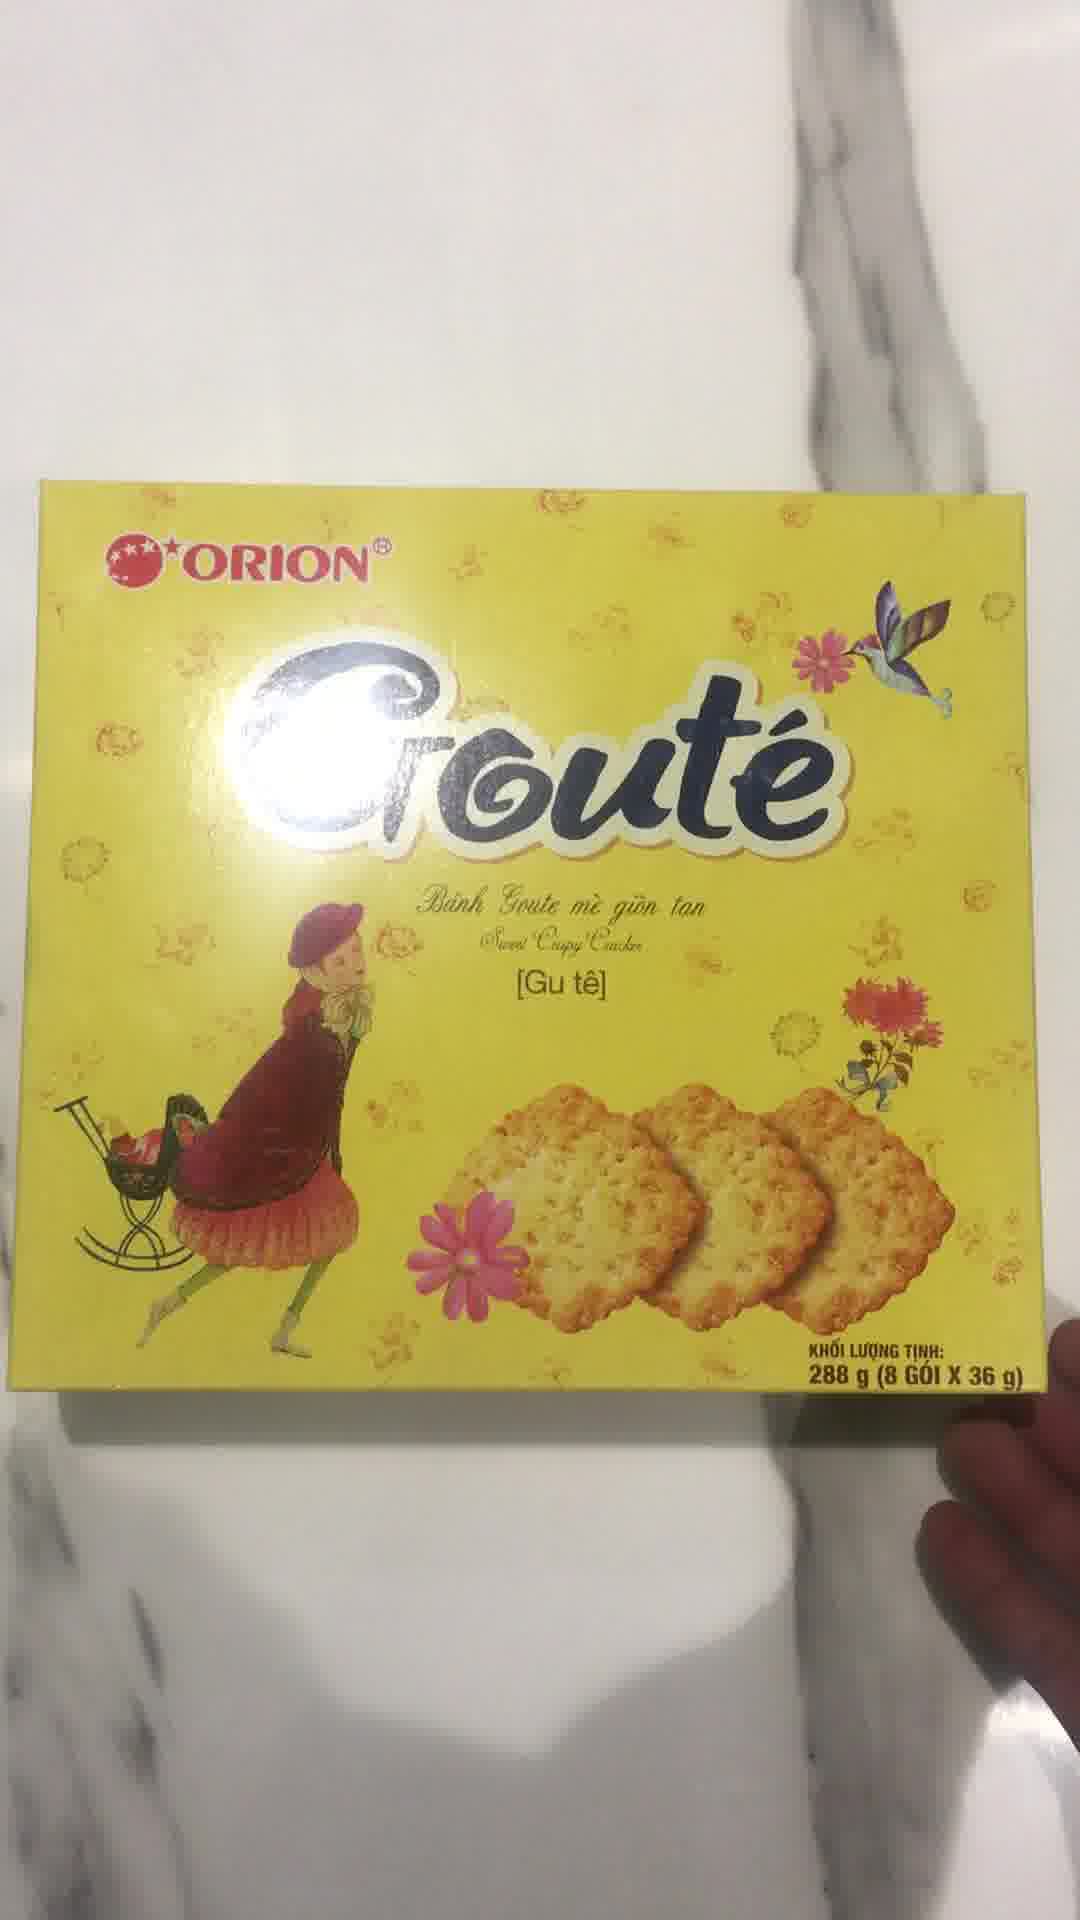 ORION®
Gouté
Bánh Goute mè giòn tan
Sweet Crispy Cracker
[Gu tê]
KHỐI LƯỢNG TỊNH:
288 g (8 GÓI X 36 g)